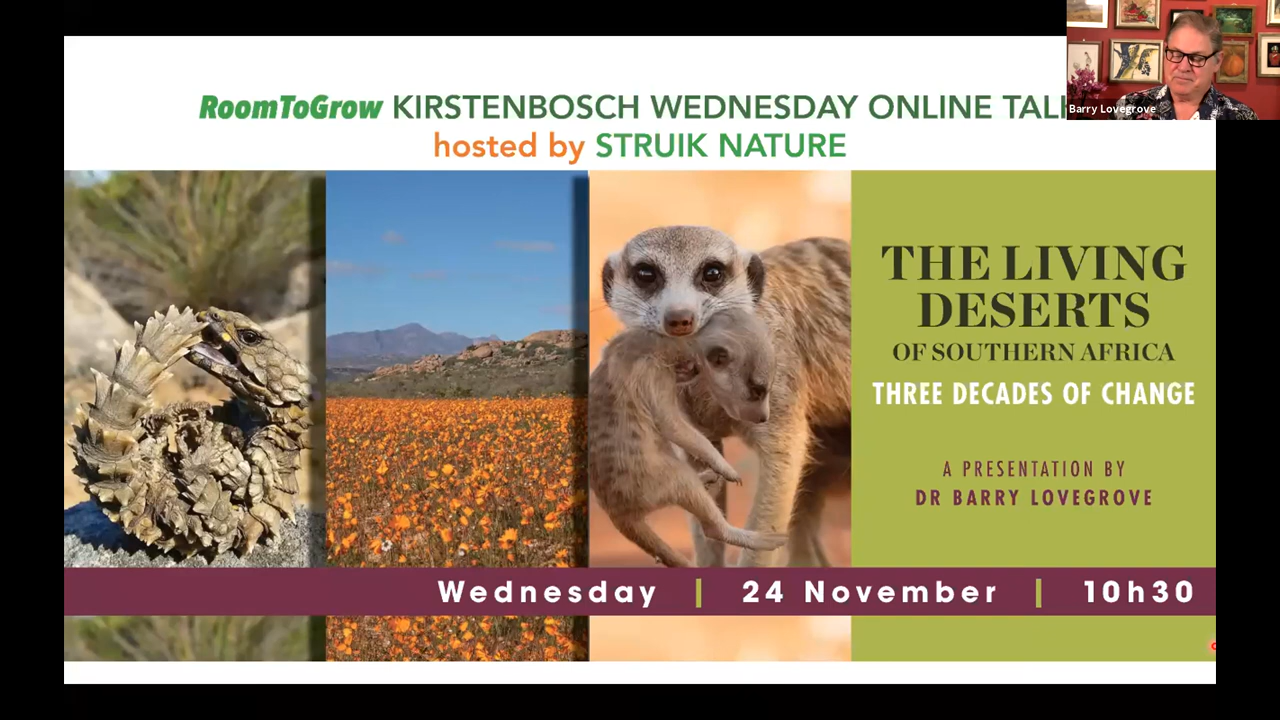 RoomToGrow KIRSTENBOSCH WEDNESDAY ONLINE TAL
hosted by STRUIK NATURE
Barry Lovegrove
THE LIVING
DESERTS
OF SOUTHERN AFRICA
THREE DECADES OF CHANGE
A PRESENTATION BY
DR BARRY LOVEGROVE
Wednesday | 24 November | 10h30